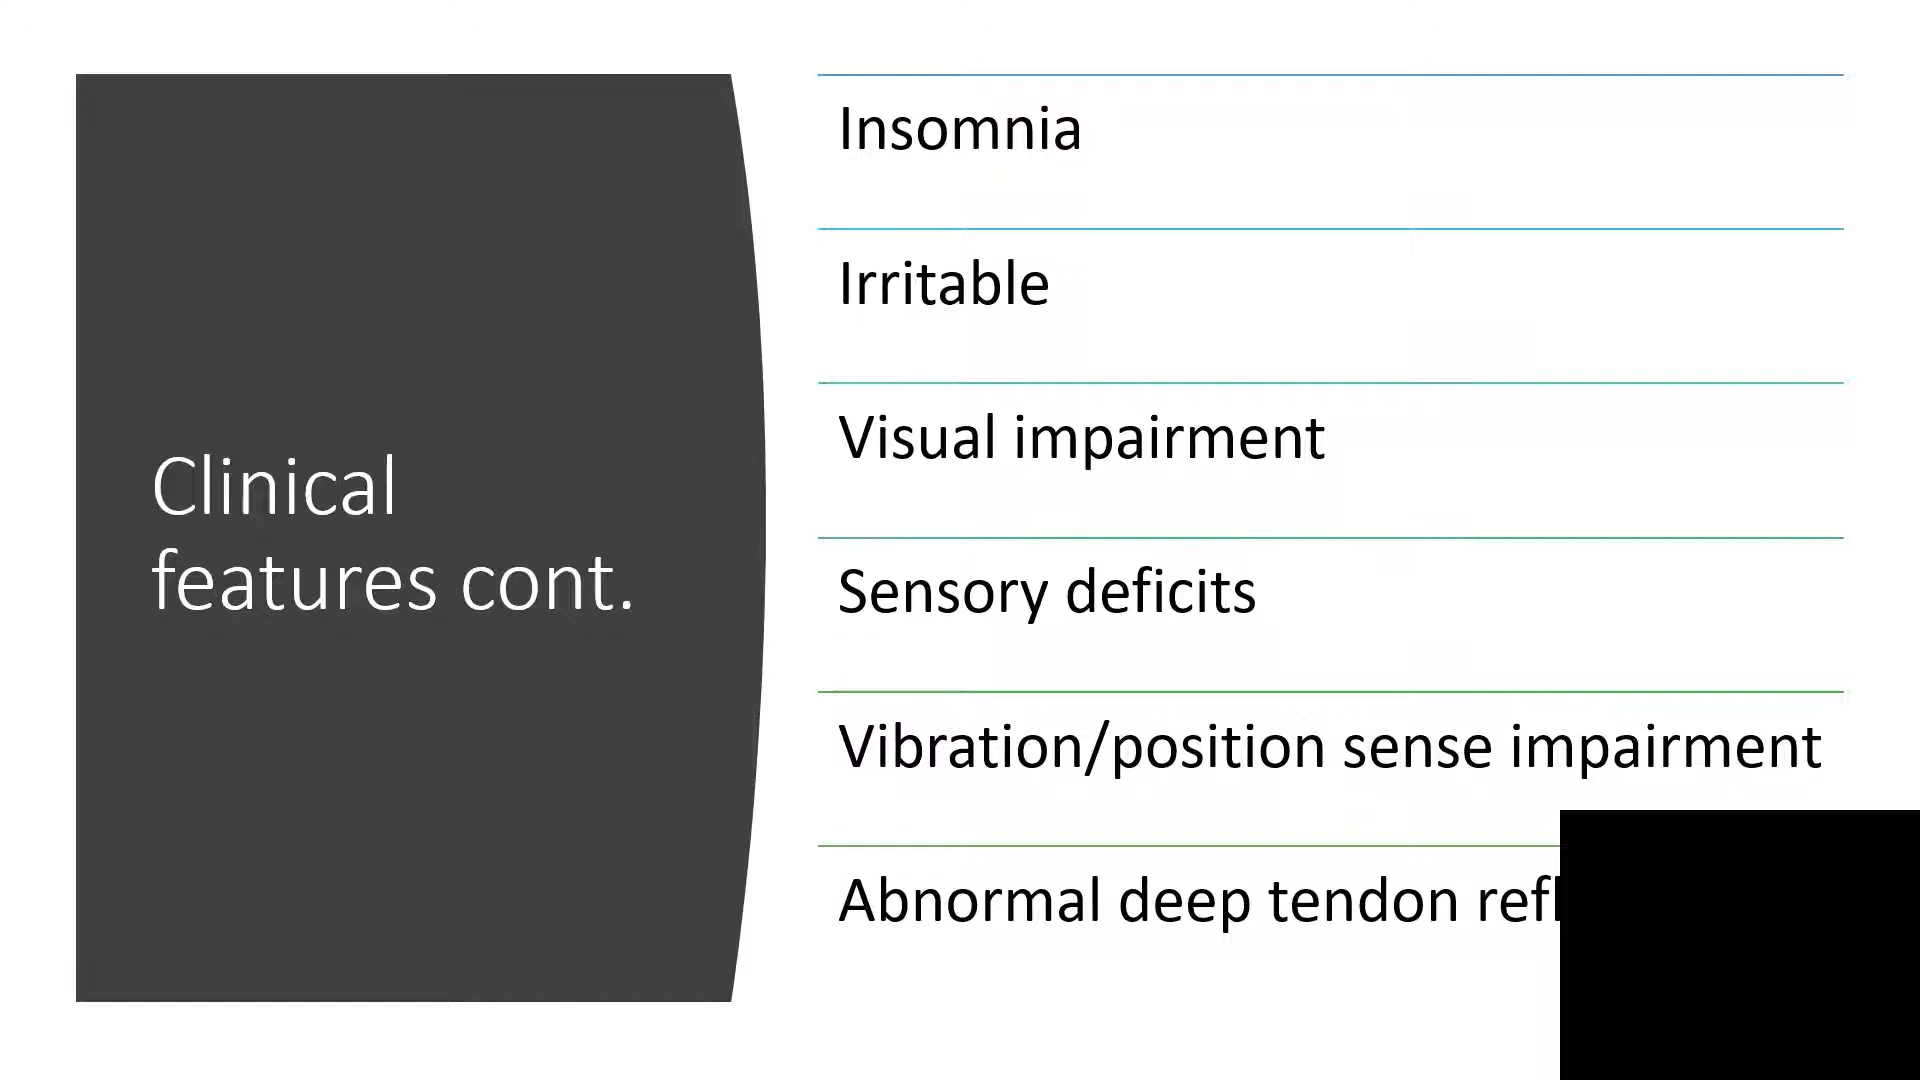 Clinical
features cont.
Insomnia
Irritable
Visual impairment
Sensory deficits
Vibration/position sense impairment
Abnormal deep tendon